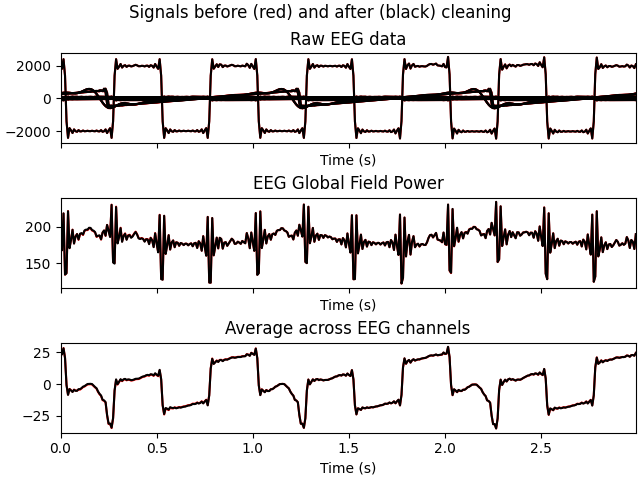 Signals before (red) and after (black) cleaning
Raw EEG data
2000
0
−2000
Time (s)
EEG Global Field Power
200
150
Time (s)
Average across EEG channels
25
0
−25
0.0 0.5 1.0 1.5 2.0 2.5
Time (s)